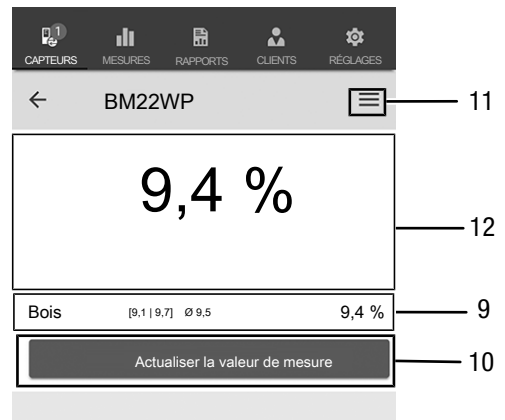 1
CAPTEURS MESURES RAPPORTS CLIENTS RÉGLAGES
BM22WP 11
9,4 % 12
Bois [9,1 | 9,7] Ø 9,5 9,4 % 9
Actualiser la valeur de mesure 10